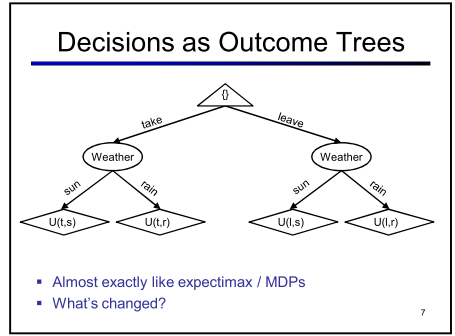 Decisions as Outcome Trees
{}
take
leave
Weather
Weather
sun
rain
sun
rain
U(t,s)
U(t,r)
U(l,s)
U(l,r)
▪ Almost exactly like expectimax / MDPs
▪ What's changed?
7